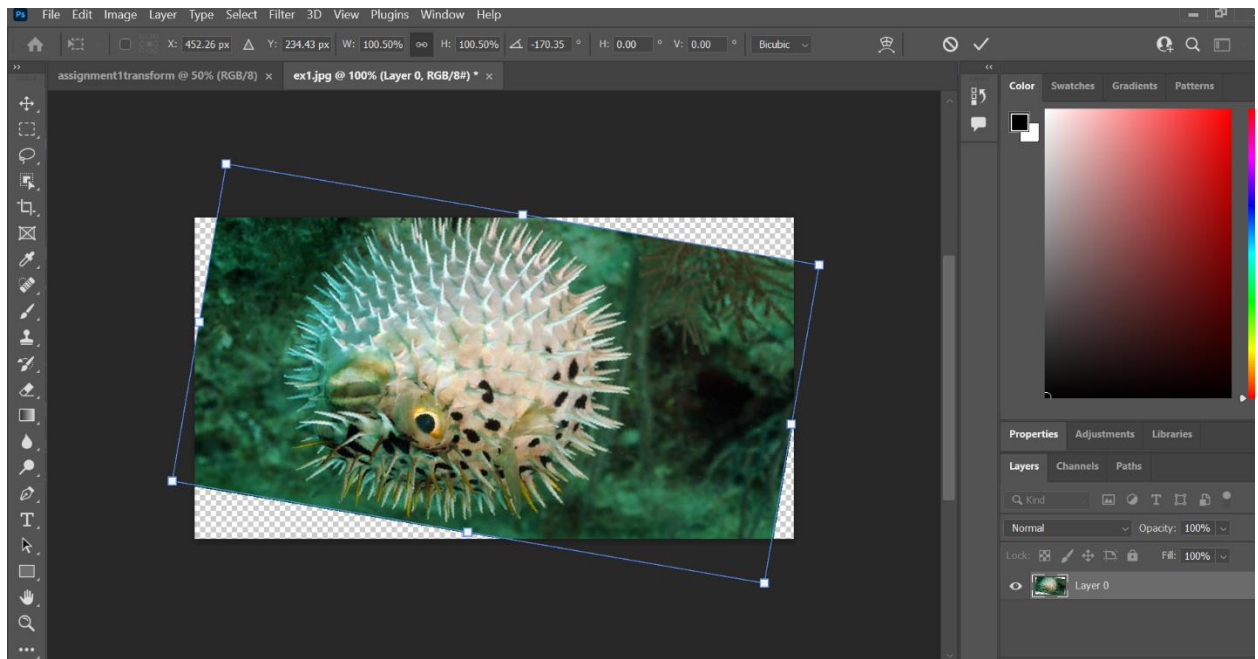 Ps File Edit Image Layer Type Select Filter 3D View Plugins Window Help
X: 452.26 px Y: 234.43 px W: 100.50% H: 100.50% -170.35 ° H: 0.00 ° V: 0.00 ° Bicubic
assignment1transform @ 50% (RGB/8) × ex1.jpg @ 100% (Layer 0, RGB/8#) * ×
Color Swatches Gradients Patterns
Properties Adjustments Libraries
Layers Channels Paths
Kind
Normal Opacity: 100%
Lock: Fill: 100%
Layer 0